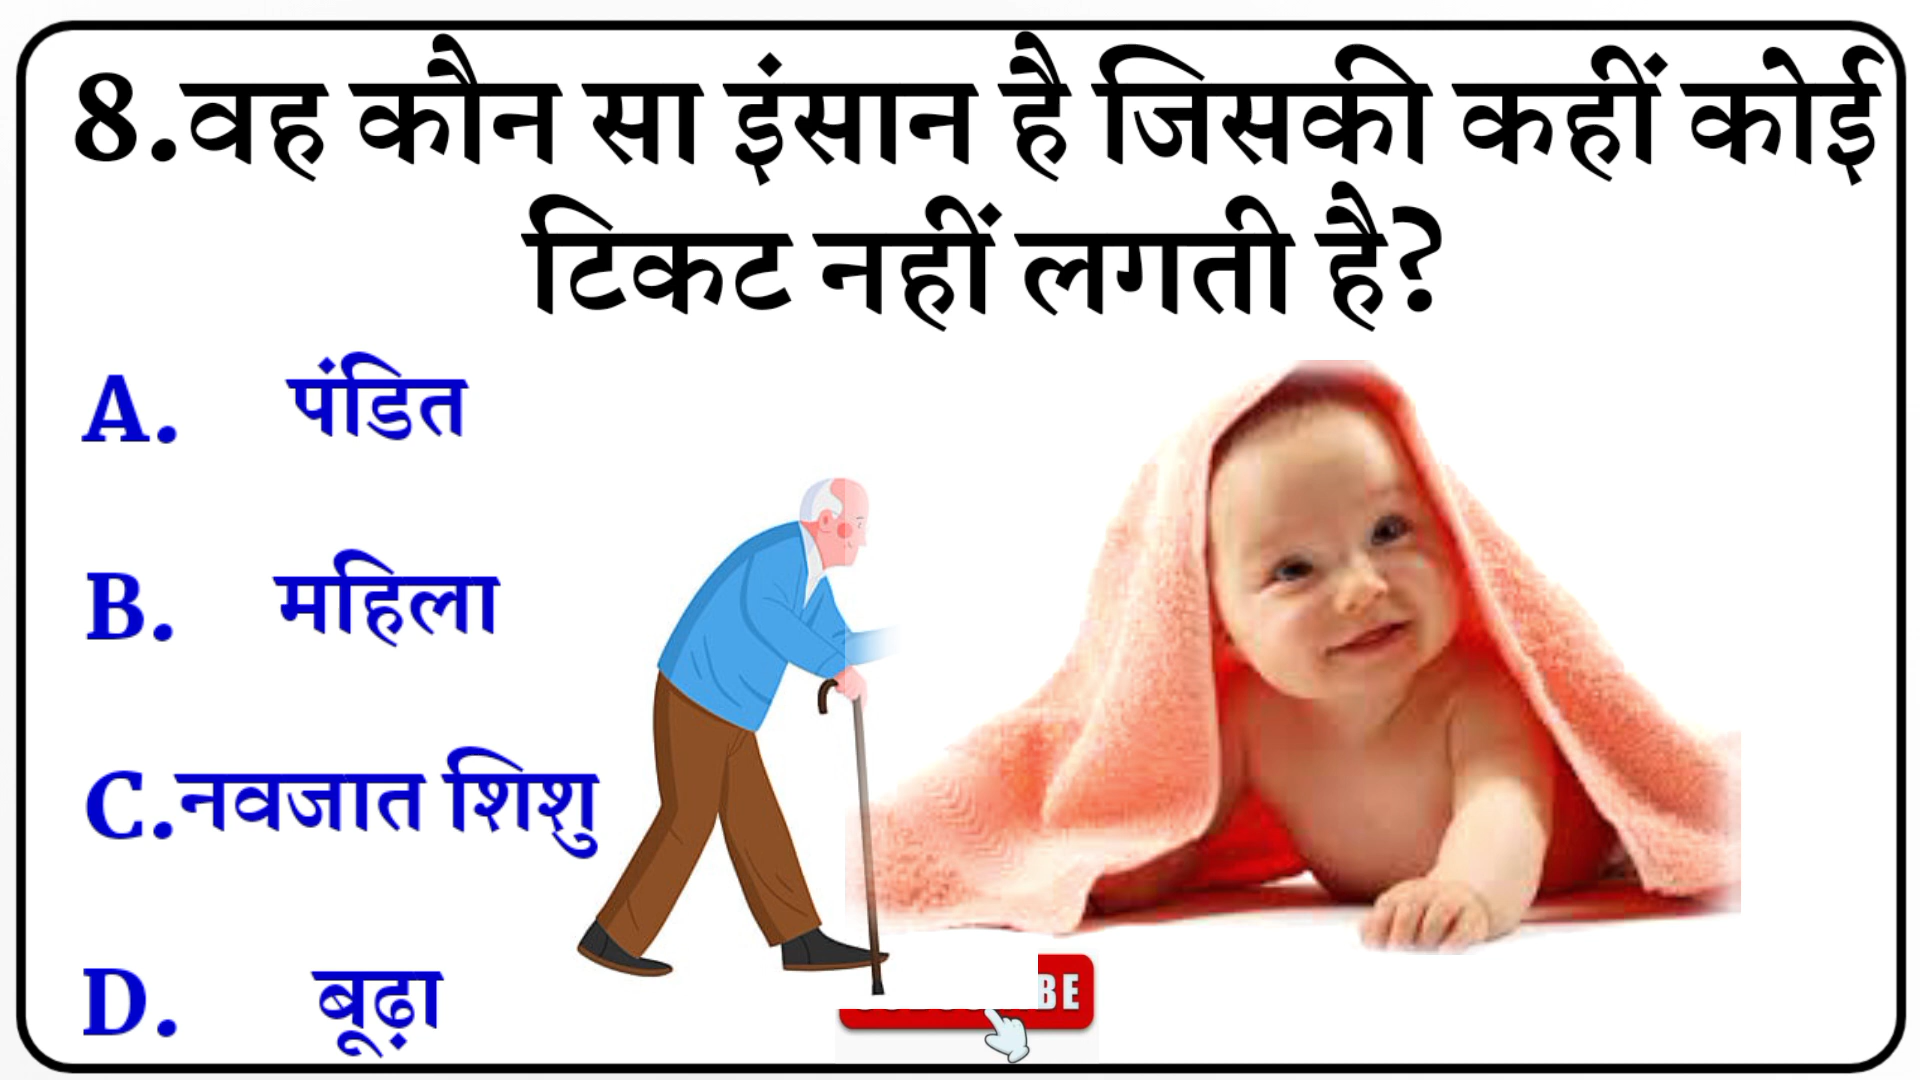 8.वह कौन सा इंसान है जिसकी कहीं कोई
टिकट नहीं लगती है?
A. पंडित
B. महिला
C.नवजात शिशु
D. बूढ़ा
BE